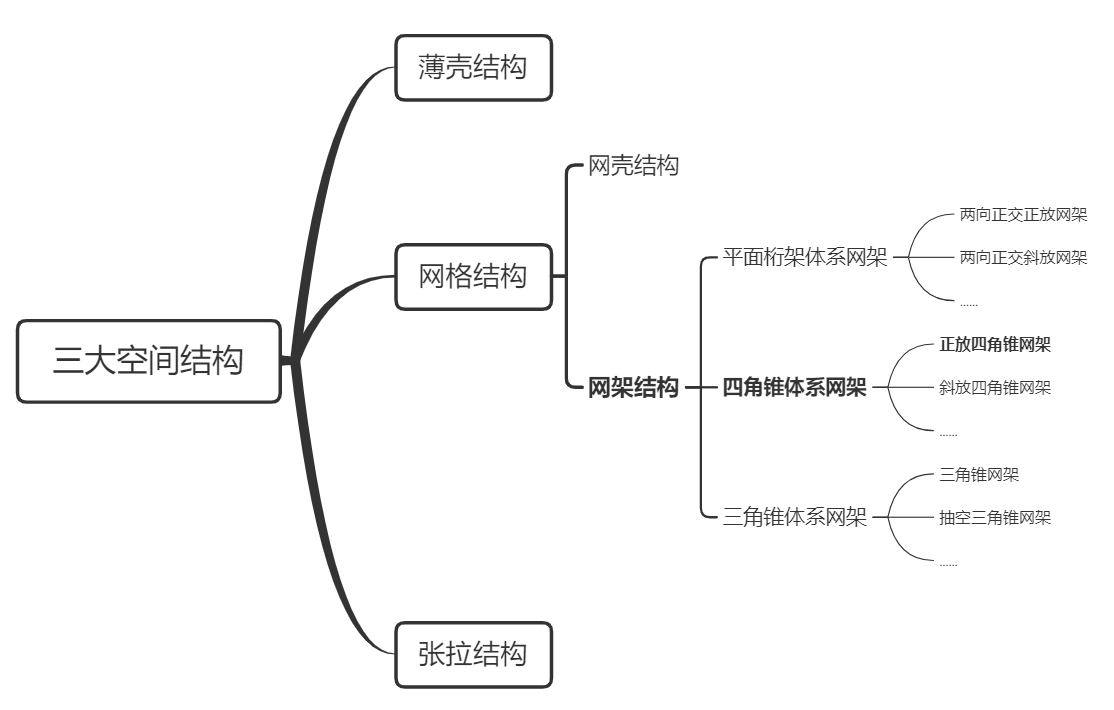 三大空间结构
薄壳结构
网格结构
网壳结构
网架结构
平面桁架体系网架
两向正交正放网架
两向正交斜放网架
......
四角锥体系网架
正放四角锥网架
斜放四角锥网架
......
三角锥体系网架
三角锥网架
抽空三角锥网架
......
张拉结构